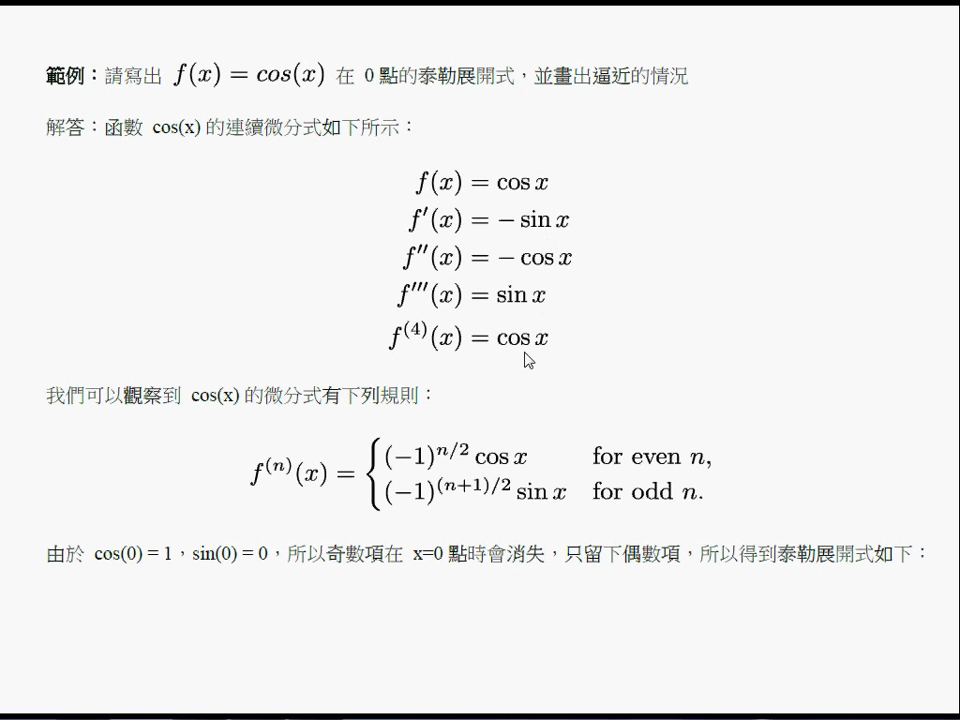 範例：請寫出 f(x) = cos(x) 在 0 點的泰勒展開式，並畫出逼近的情況
解答：函數 cos(x) 的連續微分式如下所示：
f(x) = cos x
f′(x) = − sin x
f″(x) = − cos x
f‴(x) = sin x
f⁽⁴⁾(x) = cos x
我們可以觀察到 cos(x) 的微分式有下列規則：
f⁽ⁿ⁾(x) = { (−1)^{n/2} cos x for even n,
(−1)^{(n+1)/2} sin x for odd n.
由於 cos(0) = 1，sin(0) = 0，所以奇數項在 x=0 點時會消失，只留下偶數項，所以得到泰勒展開式如下：